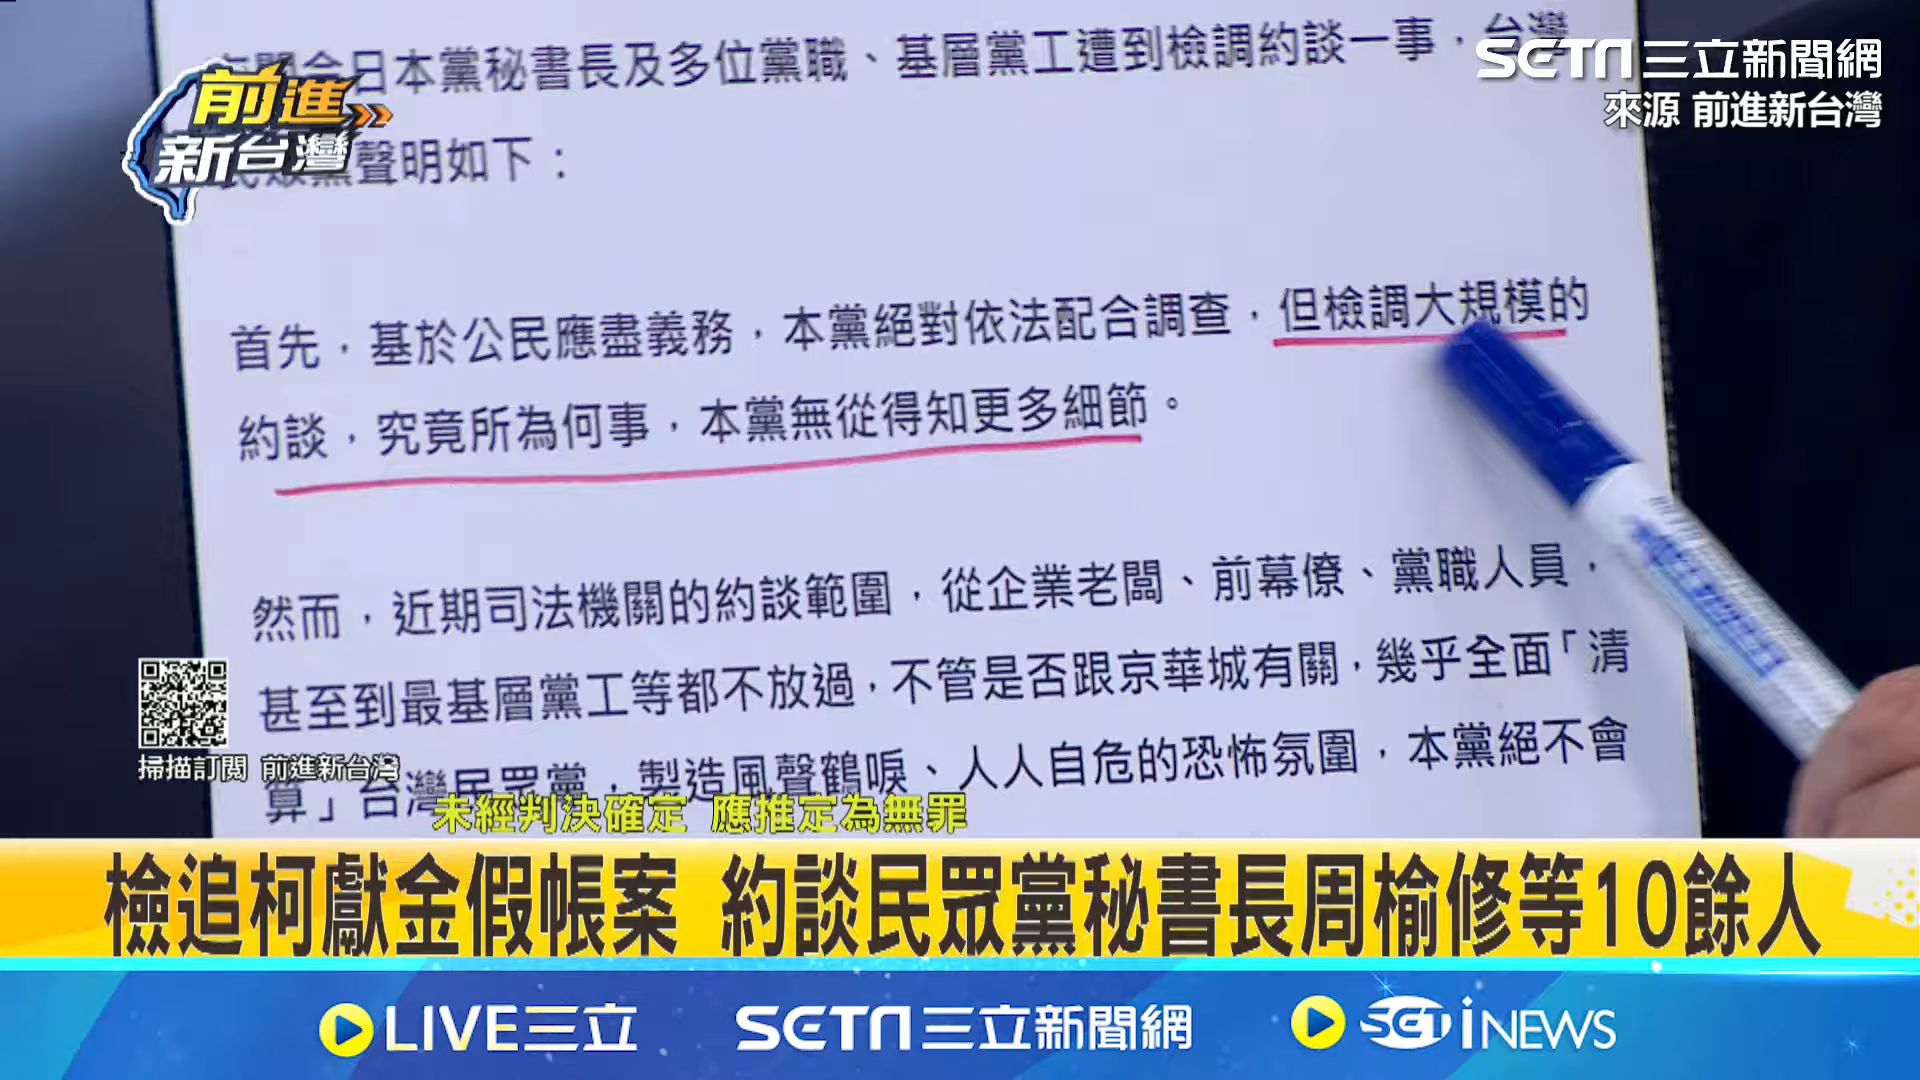 SETN三立新聞網
來源 前進新台灣
前進
新台灣
今日本黨秘書長及多位黨職、基層黨工遭到檢調約談一事，台灣
民眾黨聲明如下：
首先，基於公民應盡義務，本黨絕對依法配合調查，但檢調大規模的
約談，究竟所為何事，本黨無從得知更多細節。
然而，近期司法機關的約談範圍，從企業老闆、前幕僚、黨職人員，
甚至到最基層黨工等都不放過，不管是否跟京華城有關，幾乎全面「清
算」台灣民眾黨，製造風聲鶴唳、人人自危的恐怖氛圍，本黨絕不會
掃描訂閱 前進新台灣
未經判決確定 應推定為無罪
檢追柯獻金假帳案 約談民眾黨秘書長周榆修等10餘人
LIVE三立
SETN三立新聞網
SET iNEWS